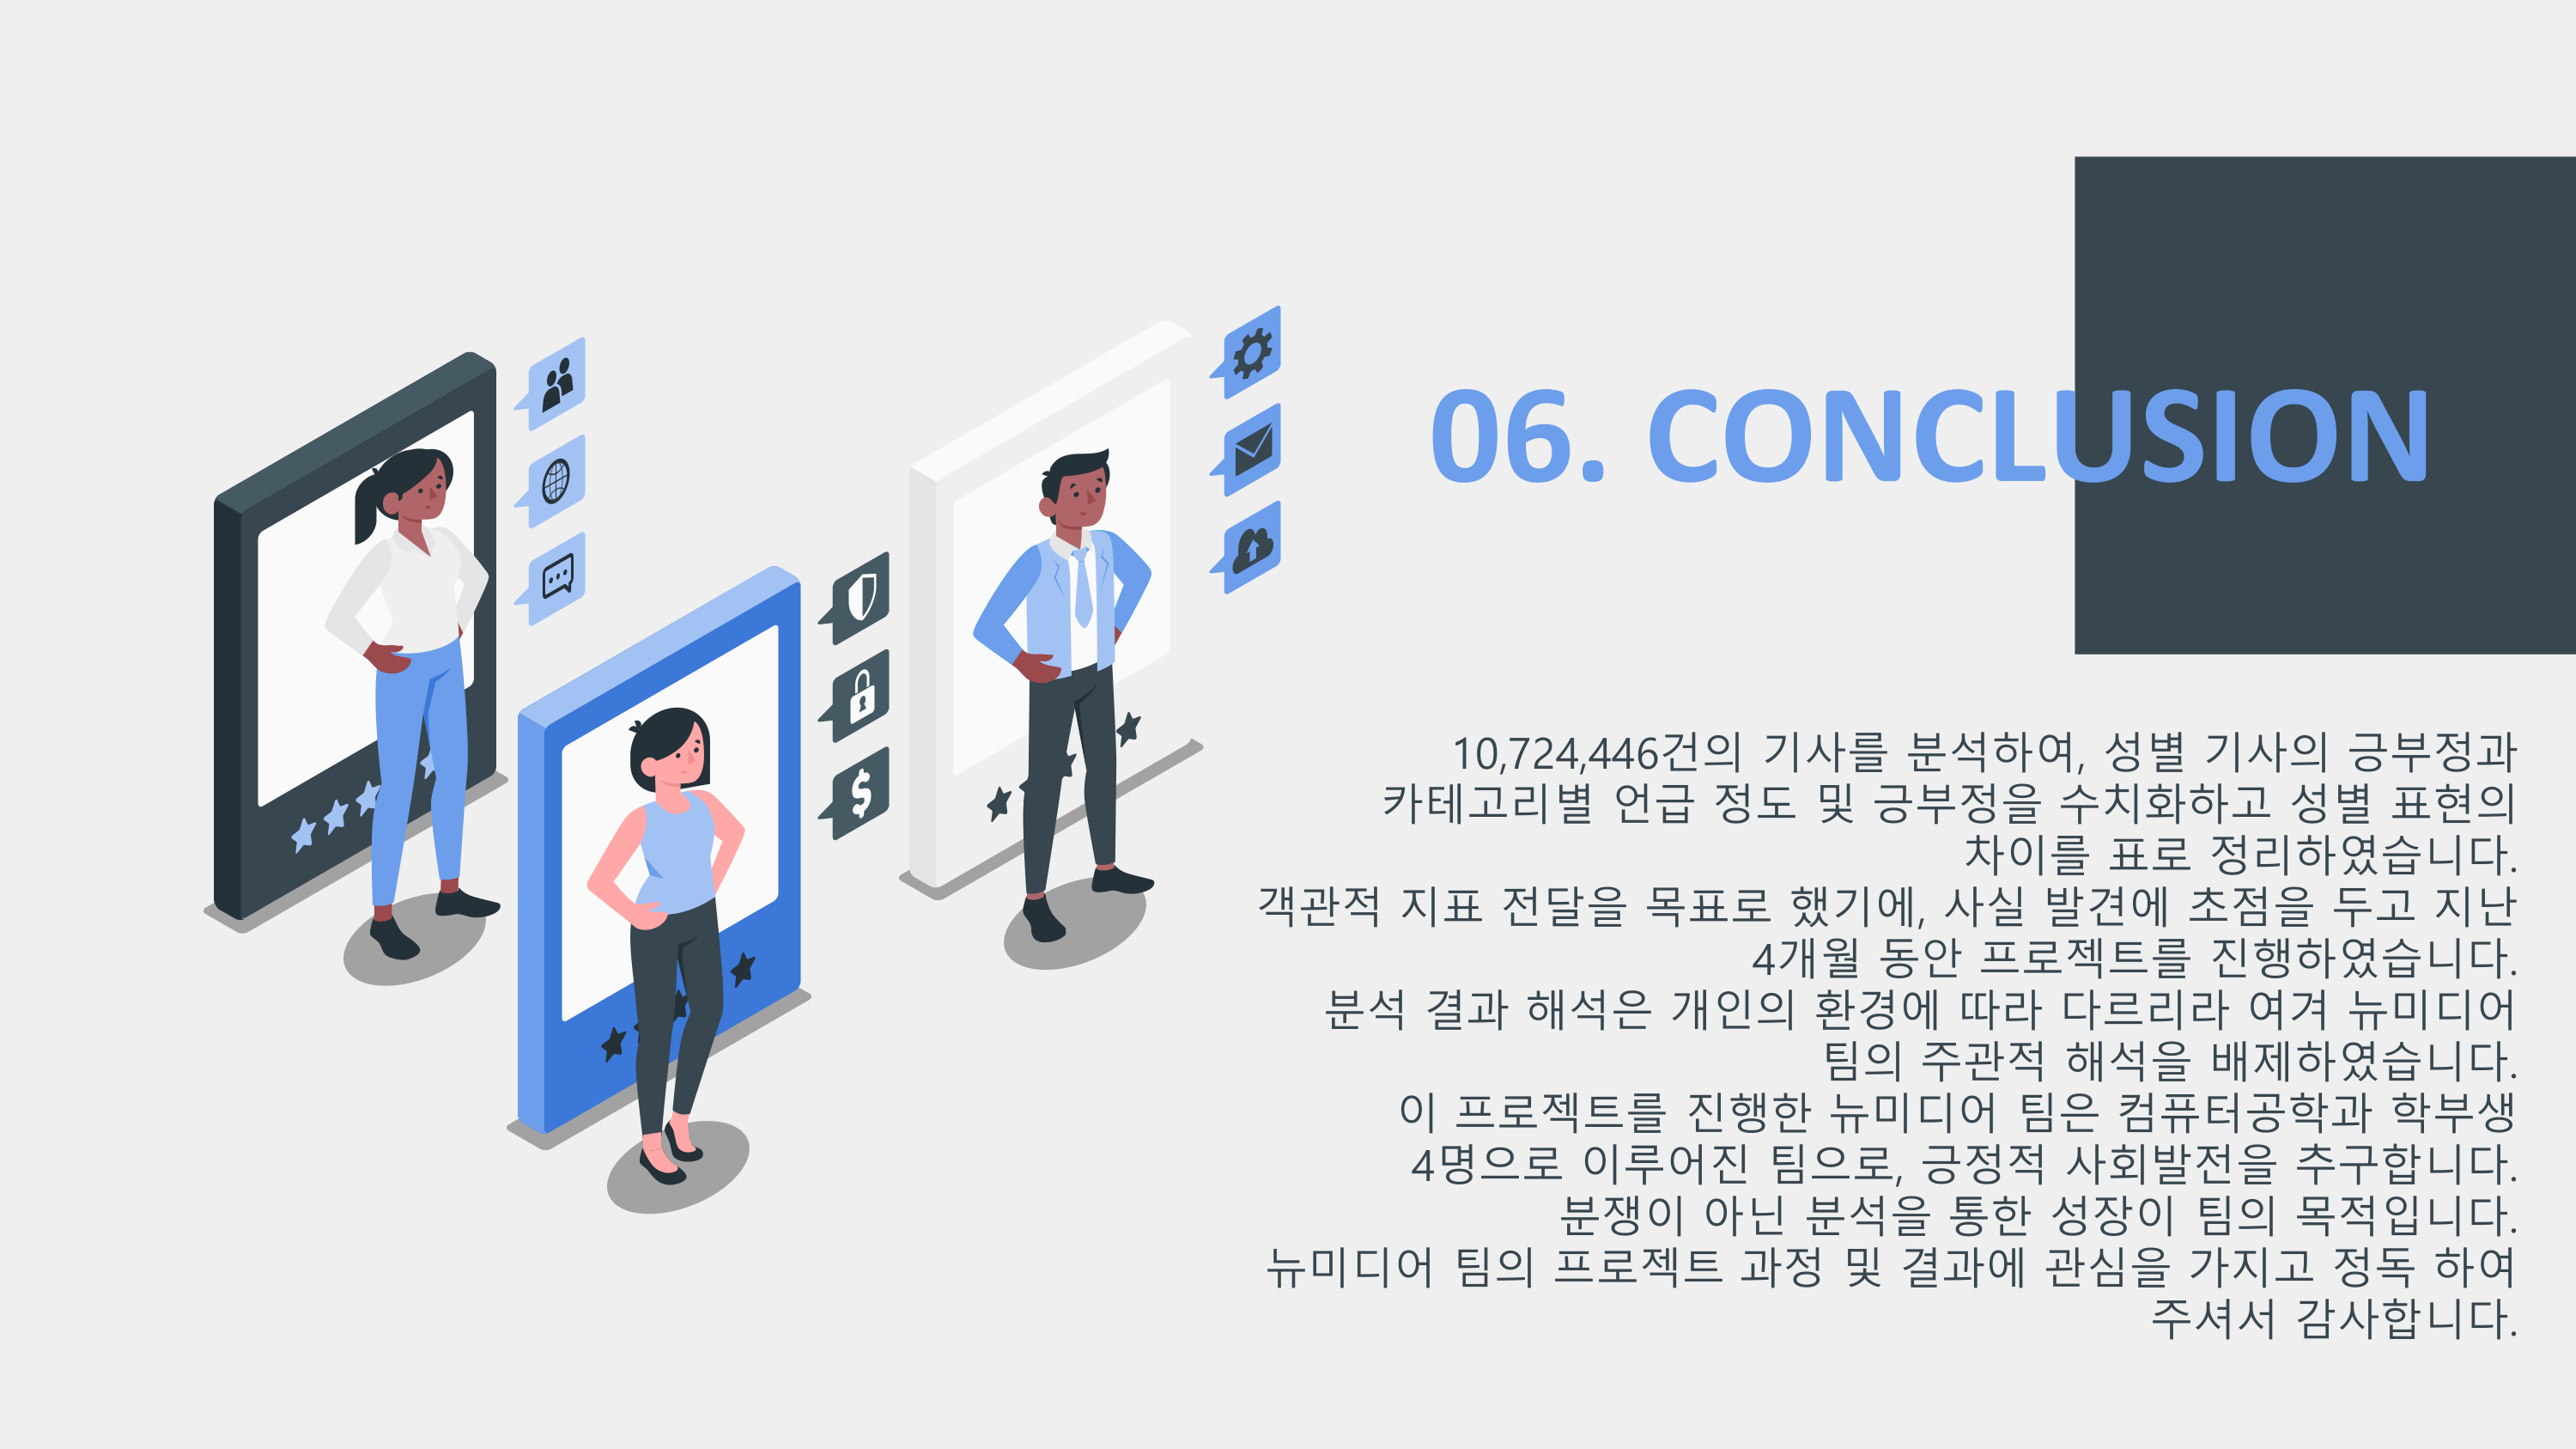 06. CONCLUSION
10,724,446건의 기사를 분석하여, 성별 기사의 긍부정과
카테고리별 언급 정도 및 긍부정을 수치화하고 성별 표현의
차이를 표로 정리하였습니다.
객관적 지표 전달을 목표로 했기에, 사실 발견에 초점을 두고 지난
4개월 동안 프로젝트를 진행하였습니다.
분석 결과 해석은 개인의 환경에 따라 다르리라 여겨 뉴미디어
팀의 주관적 해석을 배제하였습니다.
이 프로젝트를 진행한 뉴미디어 팀은 컴퓨터공학과 학부생
4명으로 이루어진 팀으로, 긍정적 사회발전을 추구합니다.
분쟁이 아닌 분석을 통한 성장이 팀의 목적입니다.
뉴미디어 팀의 프로젝트 과정 및 결과에 관심을 가지고 정독 하여
주셔서 감사합니다.